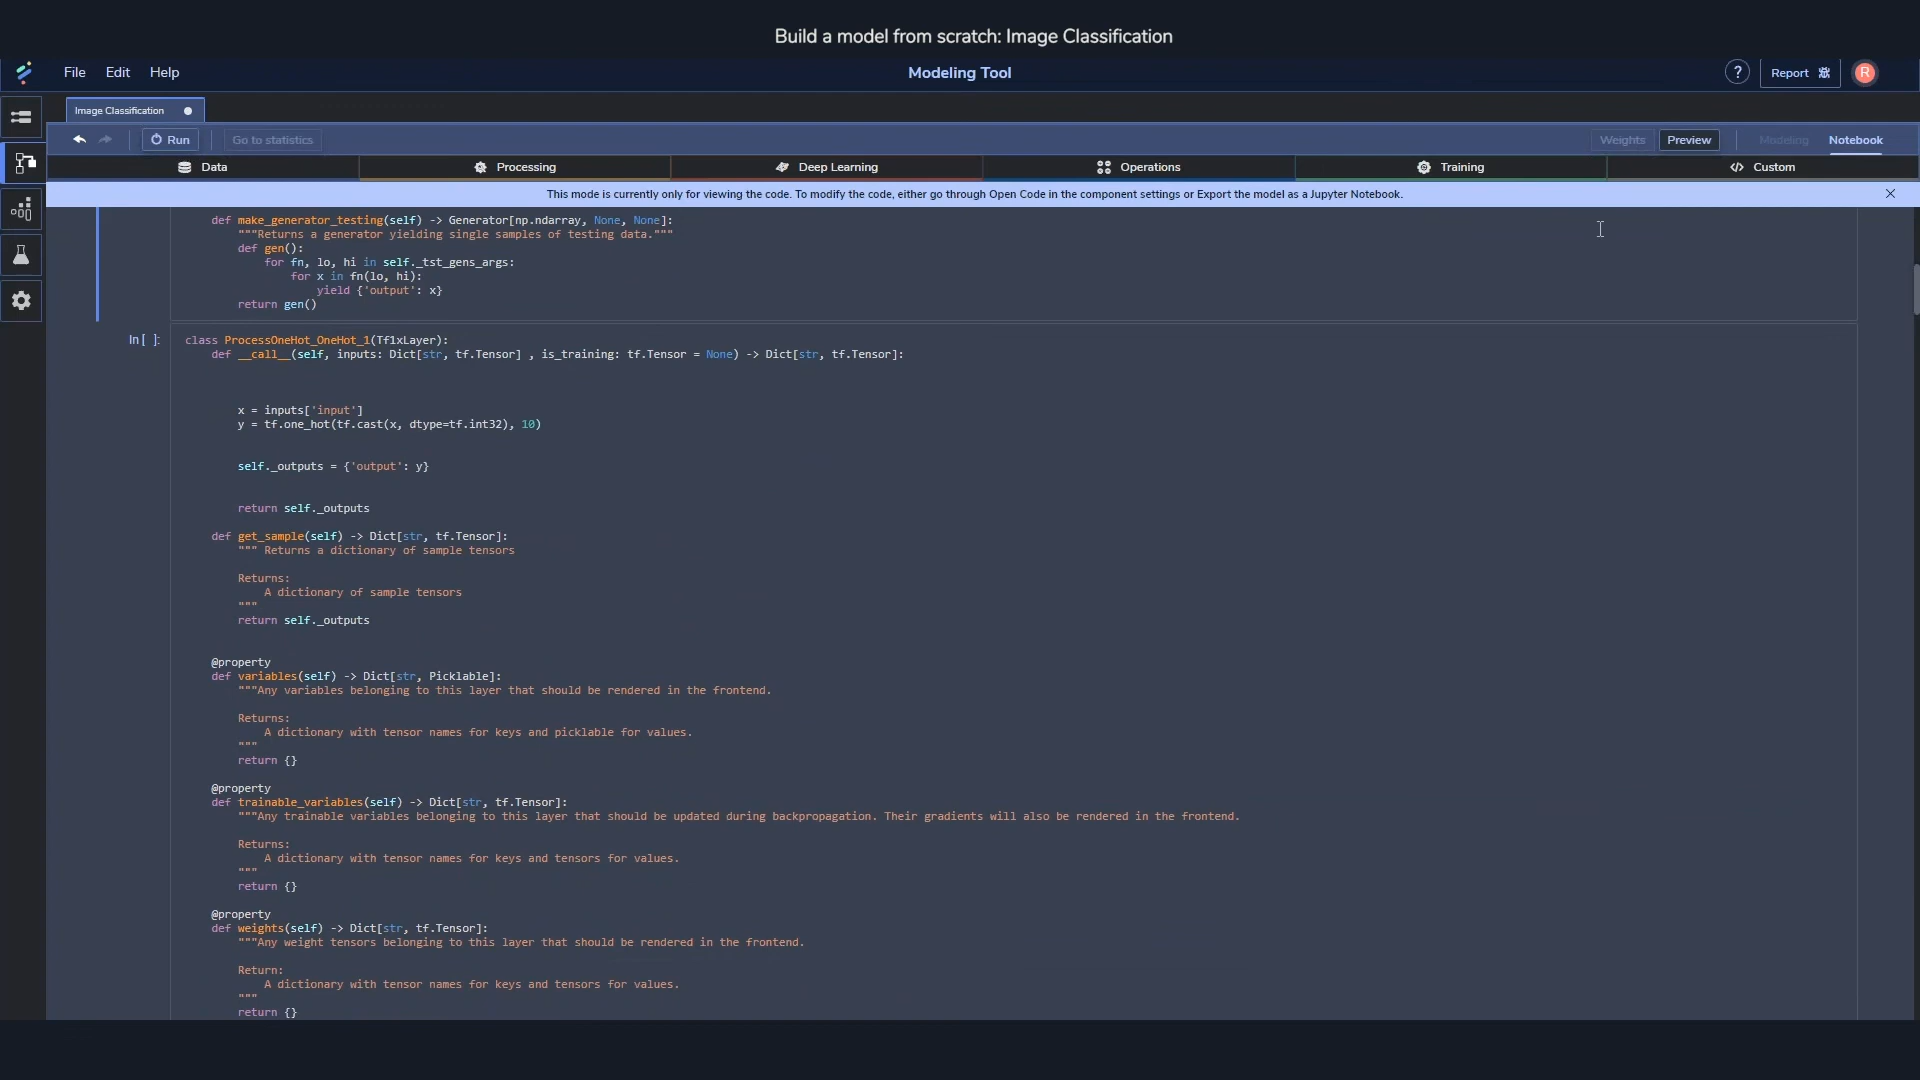 Build a model from scratch: Image Classification
File Edit Help
Modeling Tool
? Report R
Image Classification
Run Go to statistics Weights Preview Modeling Notebook
Data Processing Deep Learning Operations Training Custom
This mode is currently only for viewing the code. To modify the code, either go through Open Code in the component settings or Export the model as a Jupyter Notebook.
def make_generator_testing(self) -> Generator[np.ndarray, None, None]:
"""Returns a generator yielding single samples of testing data."""
def gen():
for fn, lo, hi in self._tst_gens_args:
for x in fn(lo, hi):
yield {'output': x}
return gen()
In[ ]: class ProcessOneHot_OneHot_1(Tf1xLayer):
def __call__(self, inputs: Dict[str, tf.Tensor] , is_training: tf.Tensor = None) -> Dict[str, tf.Tensor]:
x = inputs['input']
y = tf.one_hot(tf.cast(x, dtype=tf.int32), 10)
self._outputs = {'output': y}
return self._outputs
def get_sample(self) -> Dict[str, tf.Tensor]:
""" Returns a dictionary of sample tensors
Returns:
A dictionary of sample tensors
"""
return self._outputs
@property
def variables(self) -> Dict[str, Picklable]:
"""Any variables belonging to this layer that should be rendered in the frontend.
Returns:
A dictionary with tensor names for keys and picklable for values.
"""
return {}
@property
def trainable_variables(self) -> Dict[str, tf.Tensor]:
"""Any trainable variables belonging to this layer that should be updated during backpropagation. Their gradients will also be rendered in the frontend.
Returns:
A dictionary with tensor names for keys and tensors for values.
"""
return {}
@property
def weights(self) -> Dict[str, tf.Tensor]:
"""Any weight tensors belonging to this layer that should be rendered in the frontend.
Return:
A dictionary with tensor names for keys and tensors for values.
"""
return {}